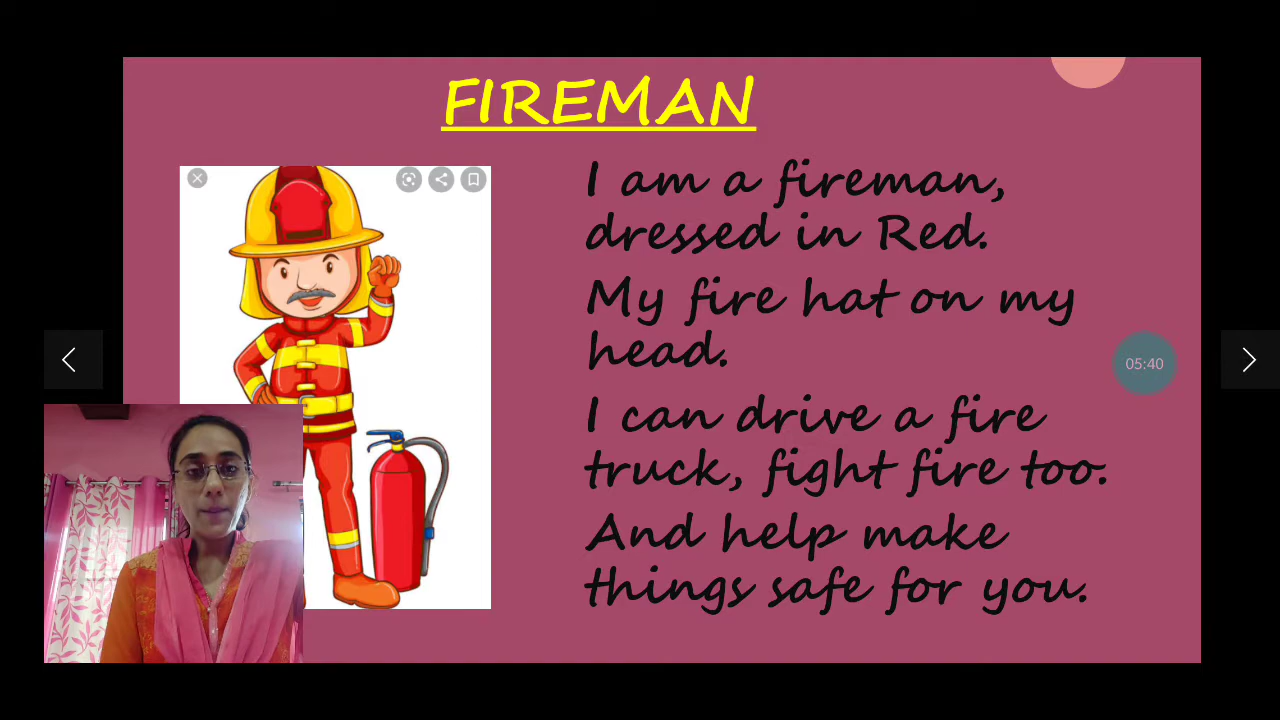 FIREMAN
I am a fireman,
dressed in Red.
My fire hat on my
head.
I can drive a fire
truck, fight fire too.
And help make
things safe for you.
05:40